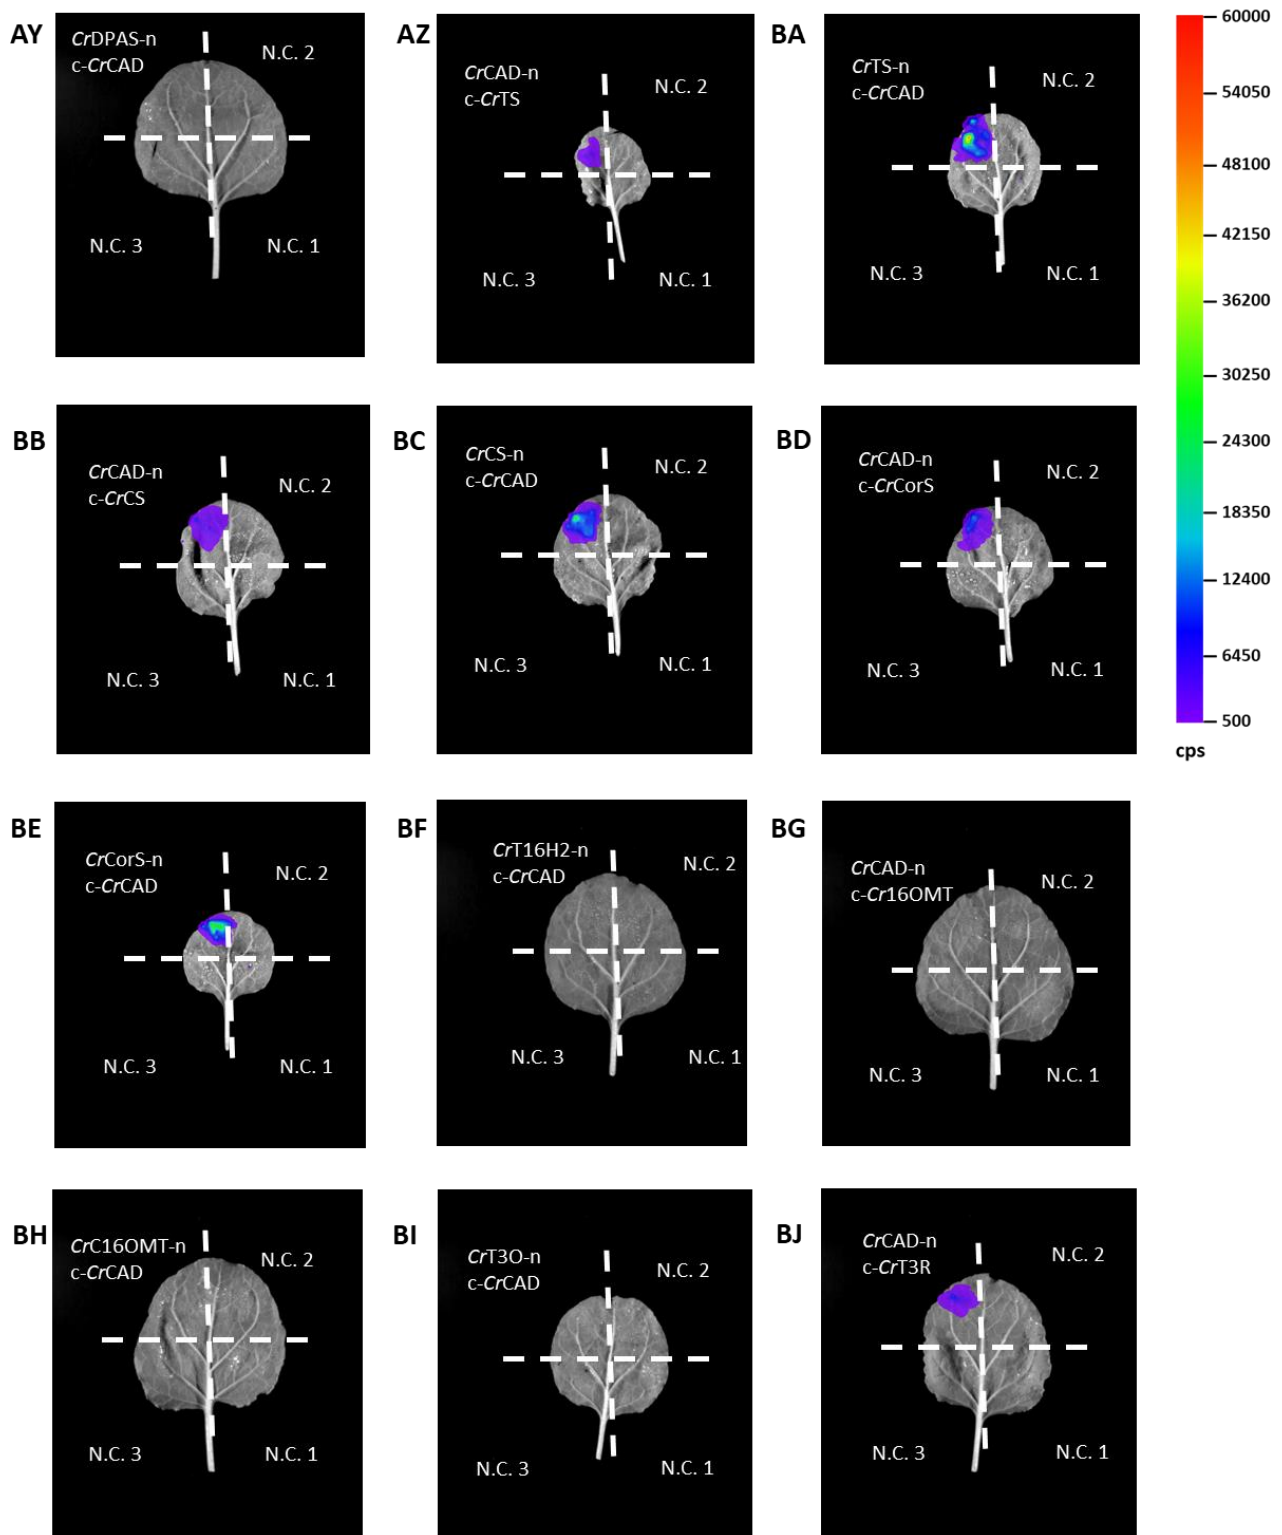 AY
CrDPAS-n
c-CrCAD
N.C. 2
N.C. 3
N.C. 1
AZ
CrCAD-n
c-CrTS
N.C. 2
N.C. 3
N.C. 1
BA
CrTS-n
c-CrCAD
N.C. 2
N.C. 3
N.C. 1
60000
54050
48100
42150
36200
30250
24300
18350
12400
6450
500
cps
BB
CrCAD-n
c-CrCS
N.C. 2
N.C. 3
N.C. 1
BC
CrCS-n
c-CrCAD
N.C. 2
N.C. 3
N.C. 1
BD
CrCAD-n
c-CrCorS
N.C. 2
N.C. 3
N.C. 1
BE
CrCorS-n
c-CrCAD
N.C. 2
N.C. 3
N.C. 1
BF
CrT16H2-n
c-CrCAD
N.C. 2
N.C. 3
N.C. 1
BG
CrCAD-n
c-Cr16OMT
N.C. 2
N.C. 3
N.C. 1
BH
CrC16OMT-n
c-CrCAD
N.C. 2
N.C. 3
N.C. 1
BI
CrT3O-n
c-CrCAD
N.C. 2
N.C. 3
N.C. 1
BJ
CrCAD-n
c-CrT3R
N.C. 2
N.C. 3
N.C. 1